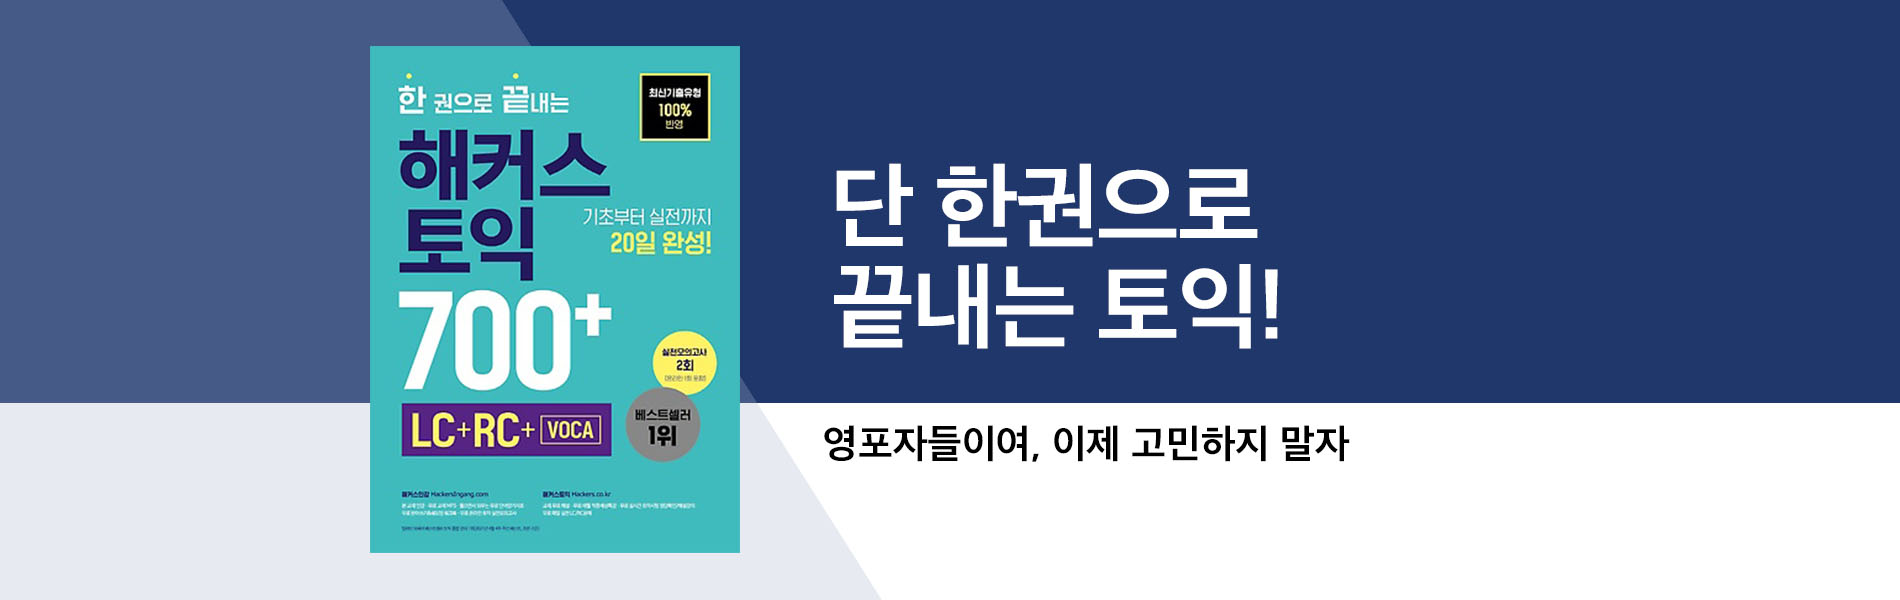 한 권으로 끝내는
최신기출유형
100%
반영
해커스
토익
기초부터 실전까지
20일 완성!
700+
LC+RC+ VOCA
실전모의고사
2회
베스트셀러
1위
해커스인강 HackersIngang.com
해커스토익 Hackers.co.kr
단 한권으로
끝내는 토익!
영포자들이여, 이제 고민하지 말자